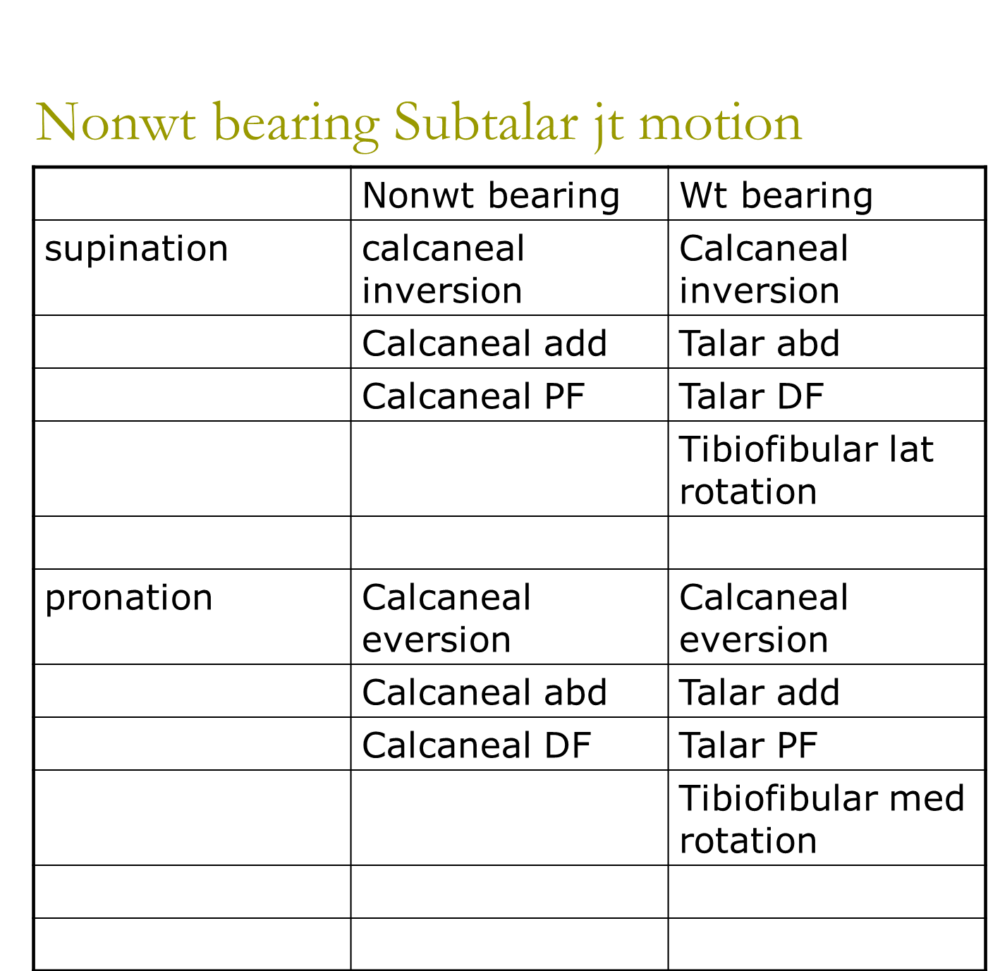 Nonwt bearing Subtalar jt motion
Nonwt bearing Wt bearing
supination calcaneal Calcaneal
inversion inversion
Calcaneal add Talar abd
Calcaneal PF Talar DF
Tibiofibular lat
rotation
pronation Calcaneal Calcaneal
eversion eversion
Calcaneal abd Talar add
Calcaneal DF Talar PF
Tibiofibular med
rotation